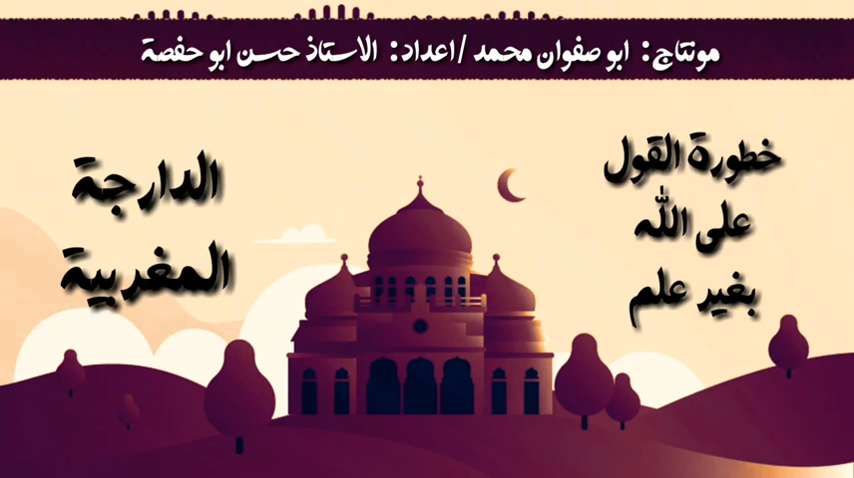 مونتاج: ابو صفوان محمد /اعداد: الاستاذ حسن ابو حفصة
خطورة القول
على الله
بغير علم
الدارجة
المغربية